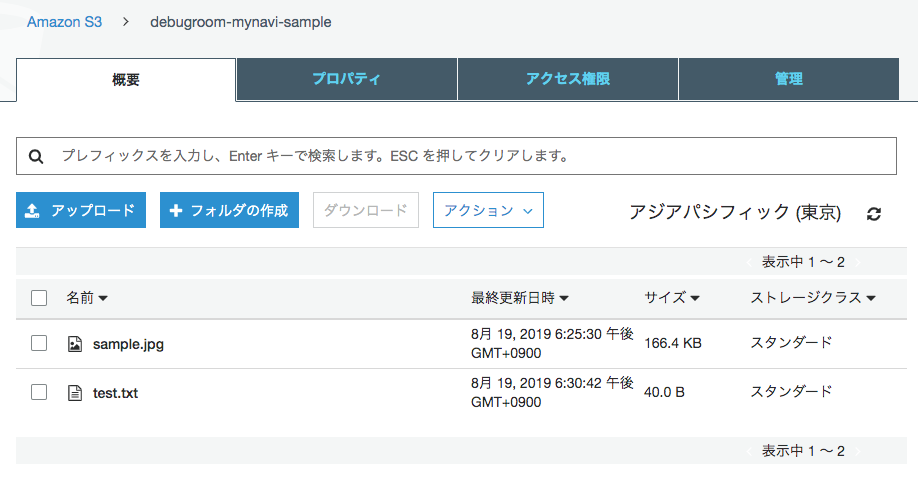 Amazon S3 > debugroom-mynavi-sample
概要 プロパティ アクセス権限 管理
プレフィックスを入力し、Enter キーで検索します。ESC を押してクリアします。
アップロード + フォルダの作成 ダウンロード アクション アジアパシフィック (東京)
表示中 1 ～ 2
名前 最終更新日時 サイズ ストレージクラス
sample.jpg 8月 19, 2019 6:25:30 午後 GMT+0900 166.4 KB スタンダード
test.txt 8月 19, 2019 6:30:42 午後 GMT+0900 40.0 B スタンダード
表示中 1 ～ 2